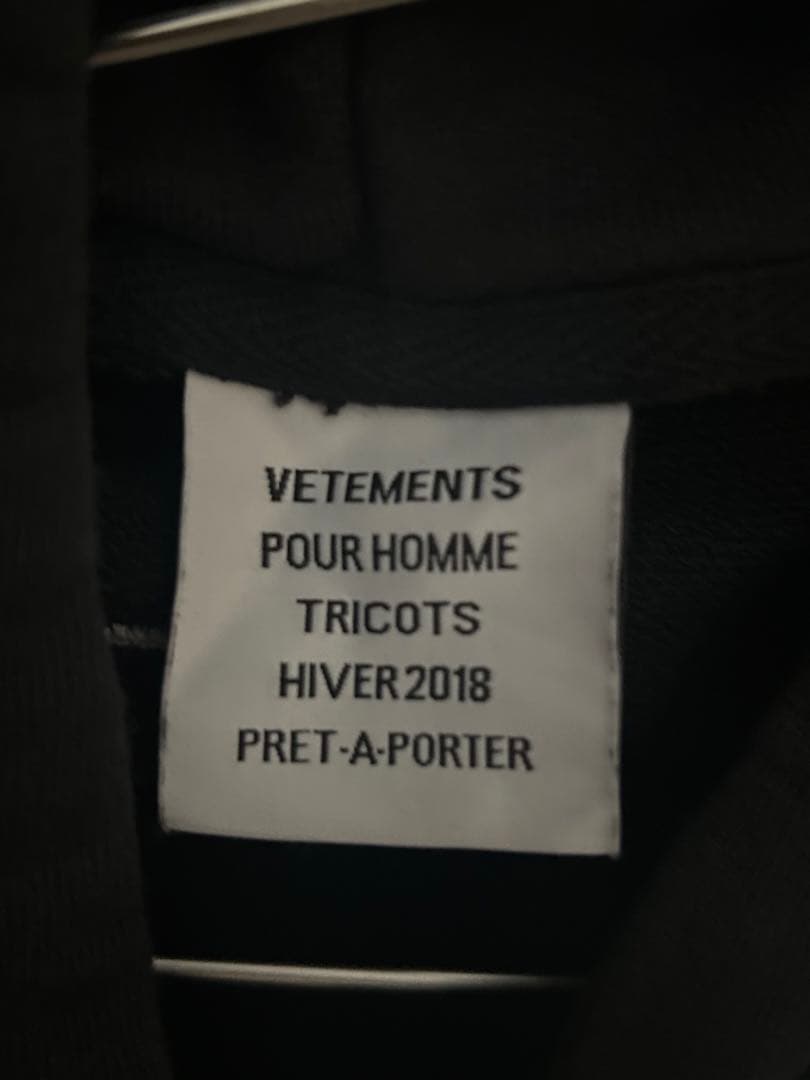 VETEMENTS
POUR HOMME
TRICOTS
HIVER 2018
PRET-A-PORTER